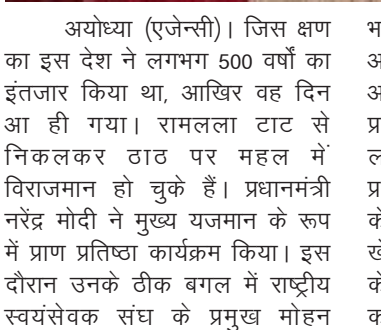 अयोध्या (एजेन्सी)। जिस क्षण
का इस देश ने लगभग 500 वर्षों का
इंतजार किया था, आखिर वह दिन
आ ही गया। रामलला टाट से
निकलकर ठाठ पर महल में
विराजमान हो चुके हैं। प्रधानमंत्री
नरेंद्र मोदी ने मुख्य यजमान के रूप
में प्राण प्रतिष्ठा कार्यक्रम किया। इस
दौरान उनके ठीक बगल में राष्ट्रीय
स्वयंसेवक संघ के प्रमुख मोहन